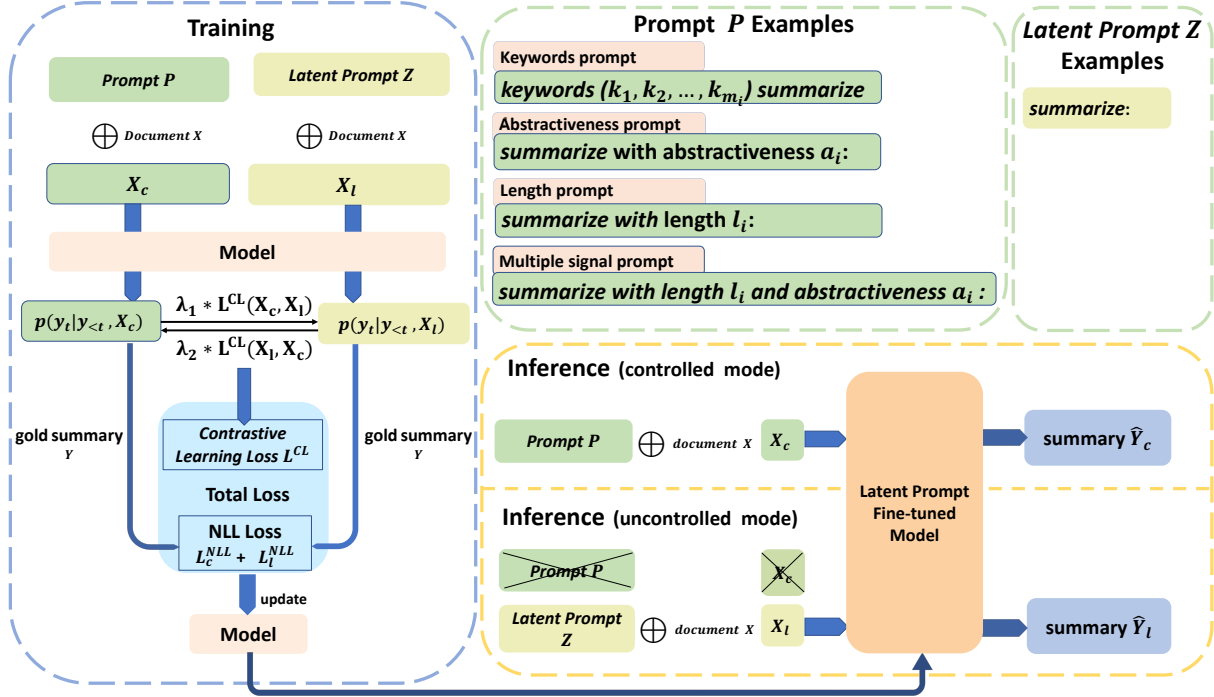 Training
Prompt P
Latent Prompt Z
⊕ Document X
⊕ Document X
X_c
X_l
Model
p(y_t|y_{<t}, X_c)
λ_1 * L^{CL}(X_c, X_l)
λ_2 * L^{CL}(X_l, X_c)
p(y_t|y_{<t}, X_l)
gold summary
Y
gold summary
Y
Contrastive
Learning Loss L^{CL}
Total Loss
NLL Loss
L_c^{NLL} + L_l^{NLL}
update
Model
Prompt P Examples
Keywords prompt
keywords (k_1, k_2, ..., k_{m_i}) summarize
Abstractiveness prompt
summarize with abstractiveness a_i:
Length prompt
summarize with length l_i:
Multiple signal prompt
summarize with length l_i and abstractiveness a_i :
Latent Prompt Z
Examples
summarize:
Inference (controlled mode)
Prompt P ⊕ document X X_c
summary Ŷ_c
Latent Prompt
Fine-tuned
Model
Inference (uncontrolled mode)
Prompt P
X_c
Latent Prompt
Z
⊕ document X X_l
summary Ŷ_l